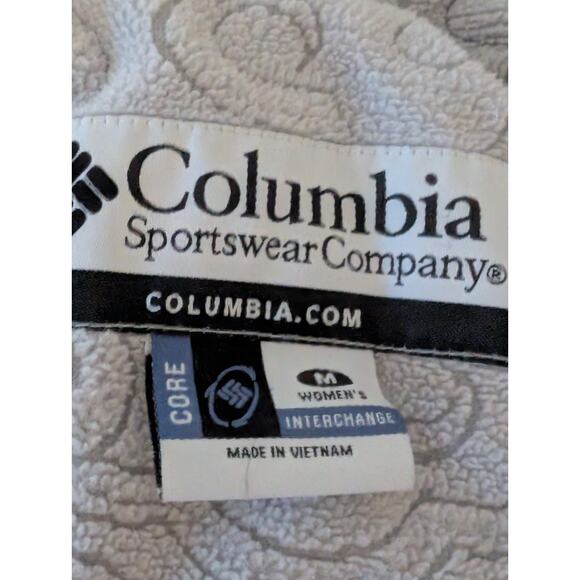 Columbia
Sportswear Company®
COLUMBIA.COM
CORE
M
WOMEN'S
INTERCHANGE
MADE IN VIETNAM